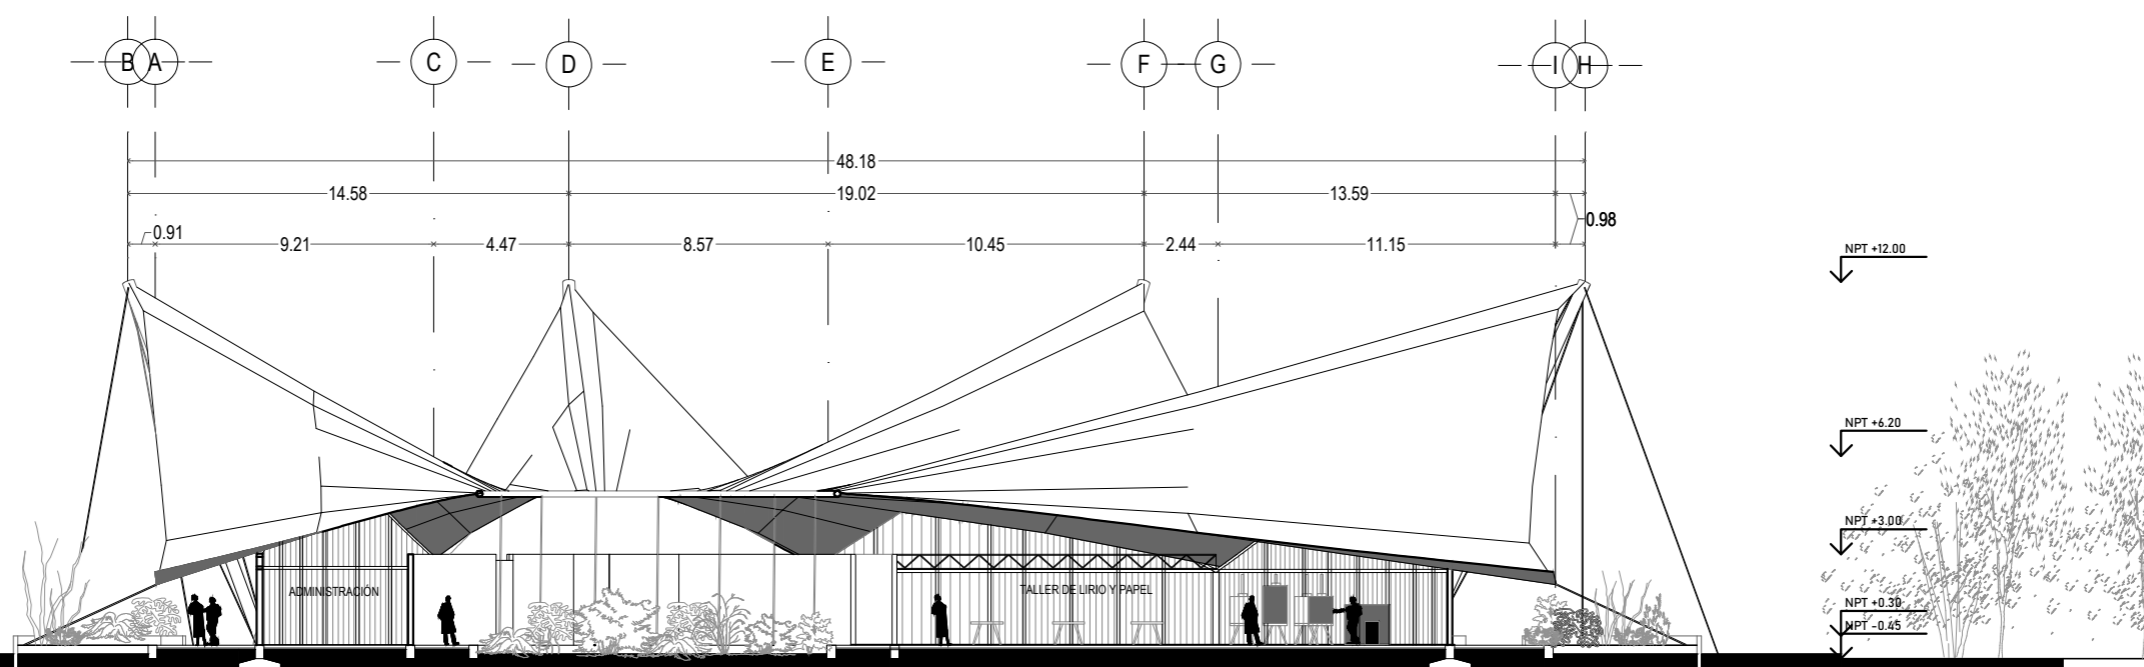 B A C D E F G I H
48.18
14.58 19.02 13.59
0.98
0.91
9.21 4.47 8.57 10.45 2.44 11.15
NPT +12.00
NPT +6.20
NPT +3.00
ADMINISTRACIÓN TALLER DE LIRIO Y PAPEL
NPT +0.30
NPT -0.45